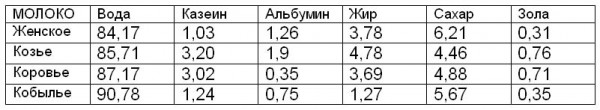 МОЛОКО Вода Казеин Альбумин Жир Сахар Зола
Женское 84,17 1,03 1,26 3,78 6,21 0,31
Козье 85,71 3,20 1,9 4,78 4,46 0,76
Коровье 87,17 3,02 0,35 3,69 4,88 0,71
Кобылье 90,78 1,24 0,75 1,27 5,67 0,35